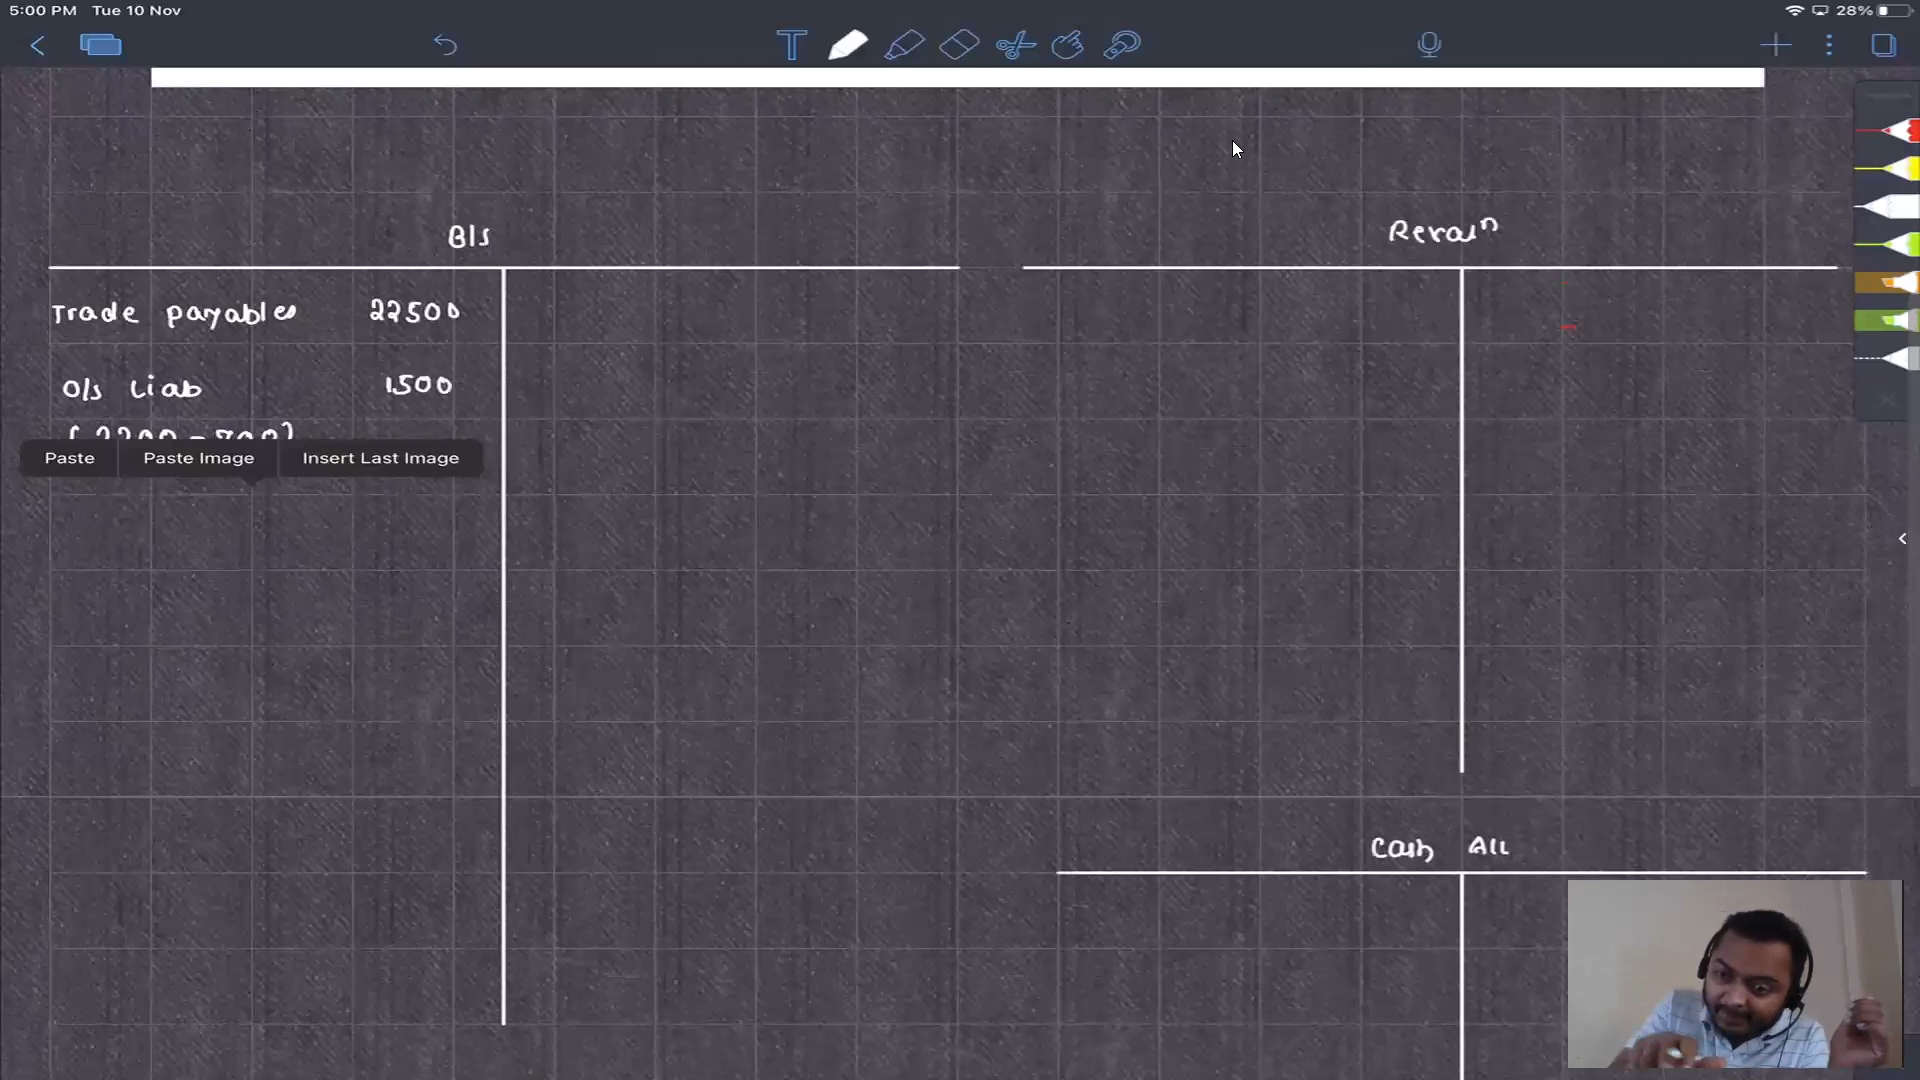 5:00 PM Tue 10 Nov
28%
T
B/s
Revaln
Trade payables 22500
O/s Liab 1500
Paste
Paste Image
Insert Last Image
Cash A/c